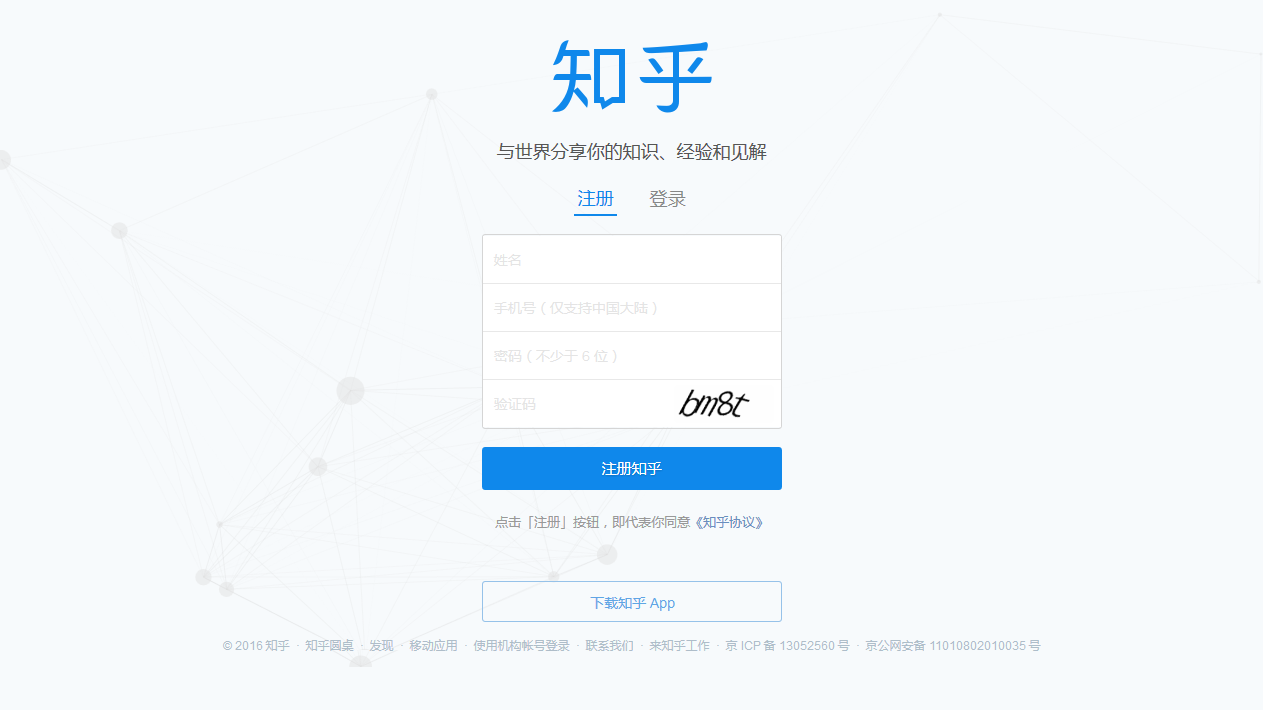 知乎
与世界分享你的知识、经验和见解
注册 登录
姓名
手机号（仅支持中国大陆）
密码（不少于 6 位）
验证码 bm8t
注册知乎
点击「注册」按钮，即代表你同意《知乎协议》
下载知乎 App
© 2016 知乎 · 知乎圆桌 · 发现 · 移动应用 · 使用机构帐号登录 · 联系我们 · 来知乎工作 · 京 ICP 备 13052560 号 · 京公网安备 11010802010035 号